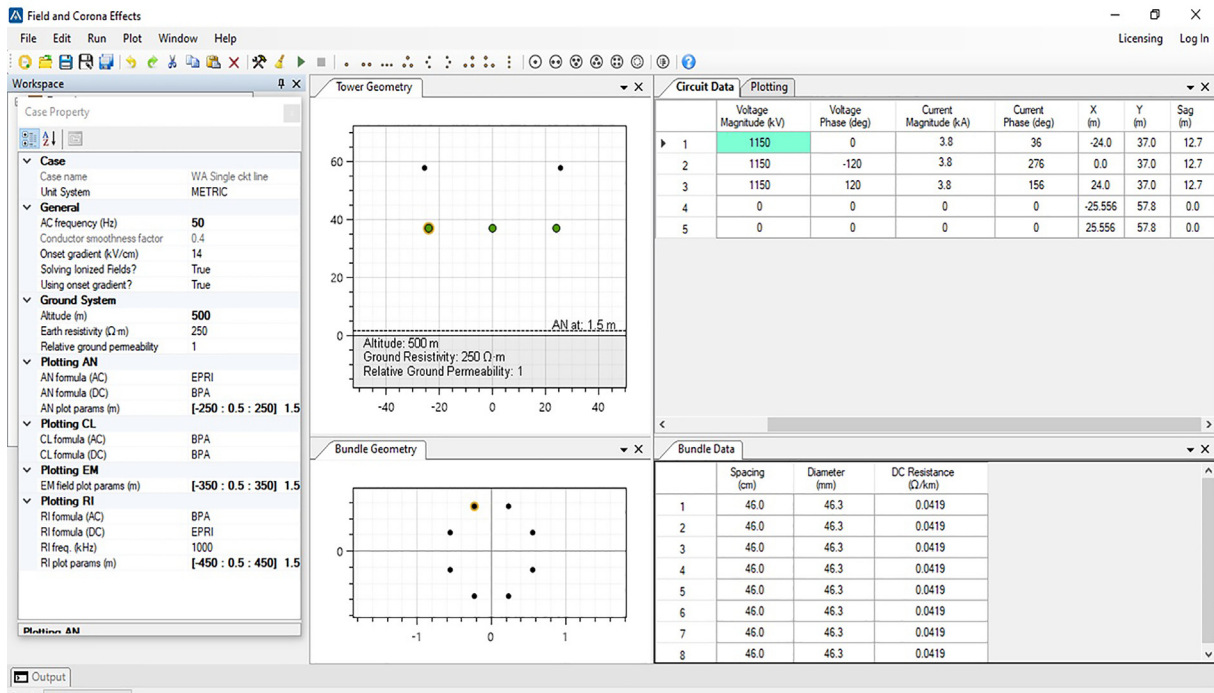 Field and Corona Effects
File Edit Run Plot Window Help
Licensing Log In
Workspace
Case Property
Case
Case name WA Single ckt line
Unit System METRIC
General
AC frequency (Hz) 50
Conductor smoothness factor 0.4
Onset gradient (kV/cm) 14
Solving Ionized Fields? True
Using onset gradient? True
Ground System
Altitude (m) 500
Earth resistivity (Ω·m) 250
Relative ground permeability 1
Plotting AN
AN formula (AC) EPRI
AN formula (DC) BPA
AN plot params (m) [-250 : 0.5 : 250] 1.5
Plotting CL
CL formula (AC) BPA
CL formula (DC) BPA
Plotting EM
EM field plot params (m) [-350 : 0.5 : 350] 1.5
Plotting RI
RI formula (AC) BPA
RI formula (DC) EPRI
RI freq. (kHz) 1000
RI plot params (m) [-450 : 0.5 : 450] 1.5
Plotting AN
Output
Tower Geometry
60
40
20
0
AN at: 1.5 m
Altitude: 500 m
Ground Resistivity: 250 Ω·m
Relative Ground Permeability: 1
-40 -20 0 20 40
Bundle Geometry
0
-1 0 1
Circuit Data Plotting
Voltage Magnitude (kV) Voltage Phase (deg) Current Magnitude (kA) Current Phase (deg) X (m) Y (m) Sag (m)
1 1150 0 3.8 36 -24.0 37.0 12.7
2 1150 -120 3.8 276 0.0 37.0 12.7
3 1150 120 3.8 156 24.0 37.0 12.7
4 0 0 0 0 -25.556 57.8 0.0
5 0 0 0 0 25.556 57.8 0.0
Bundle Data
Spacing (cm) Diameter (mm) DC Resistance (Ω/km)
1 46.0 46.3 0.0419
2 46.0 46.3 0.0419
3 46.0 46.3 0.0419
4 46.0 46.3 0.0419
5 46.0 46.3 0.0419
6 46.0 46.3 0.0419
7 46.0 46.3 0.0419
8 46.0 46.3 0.0419